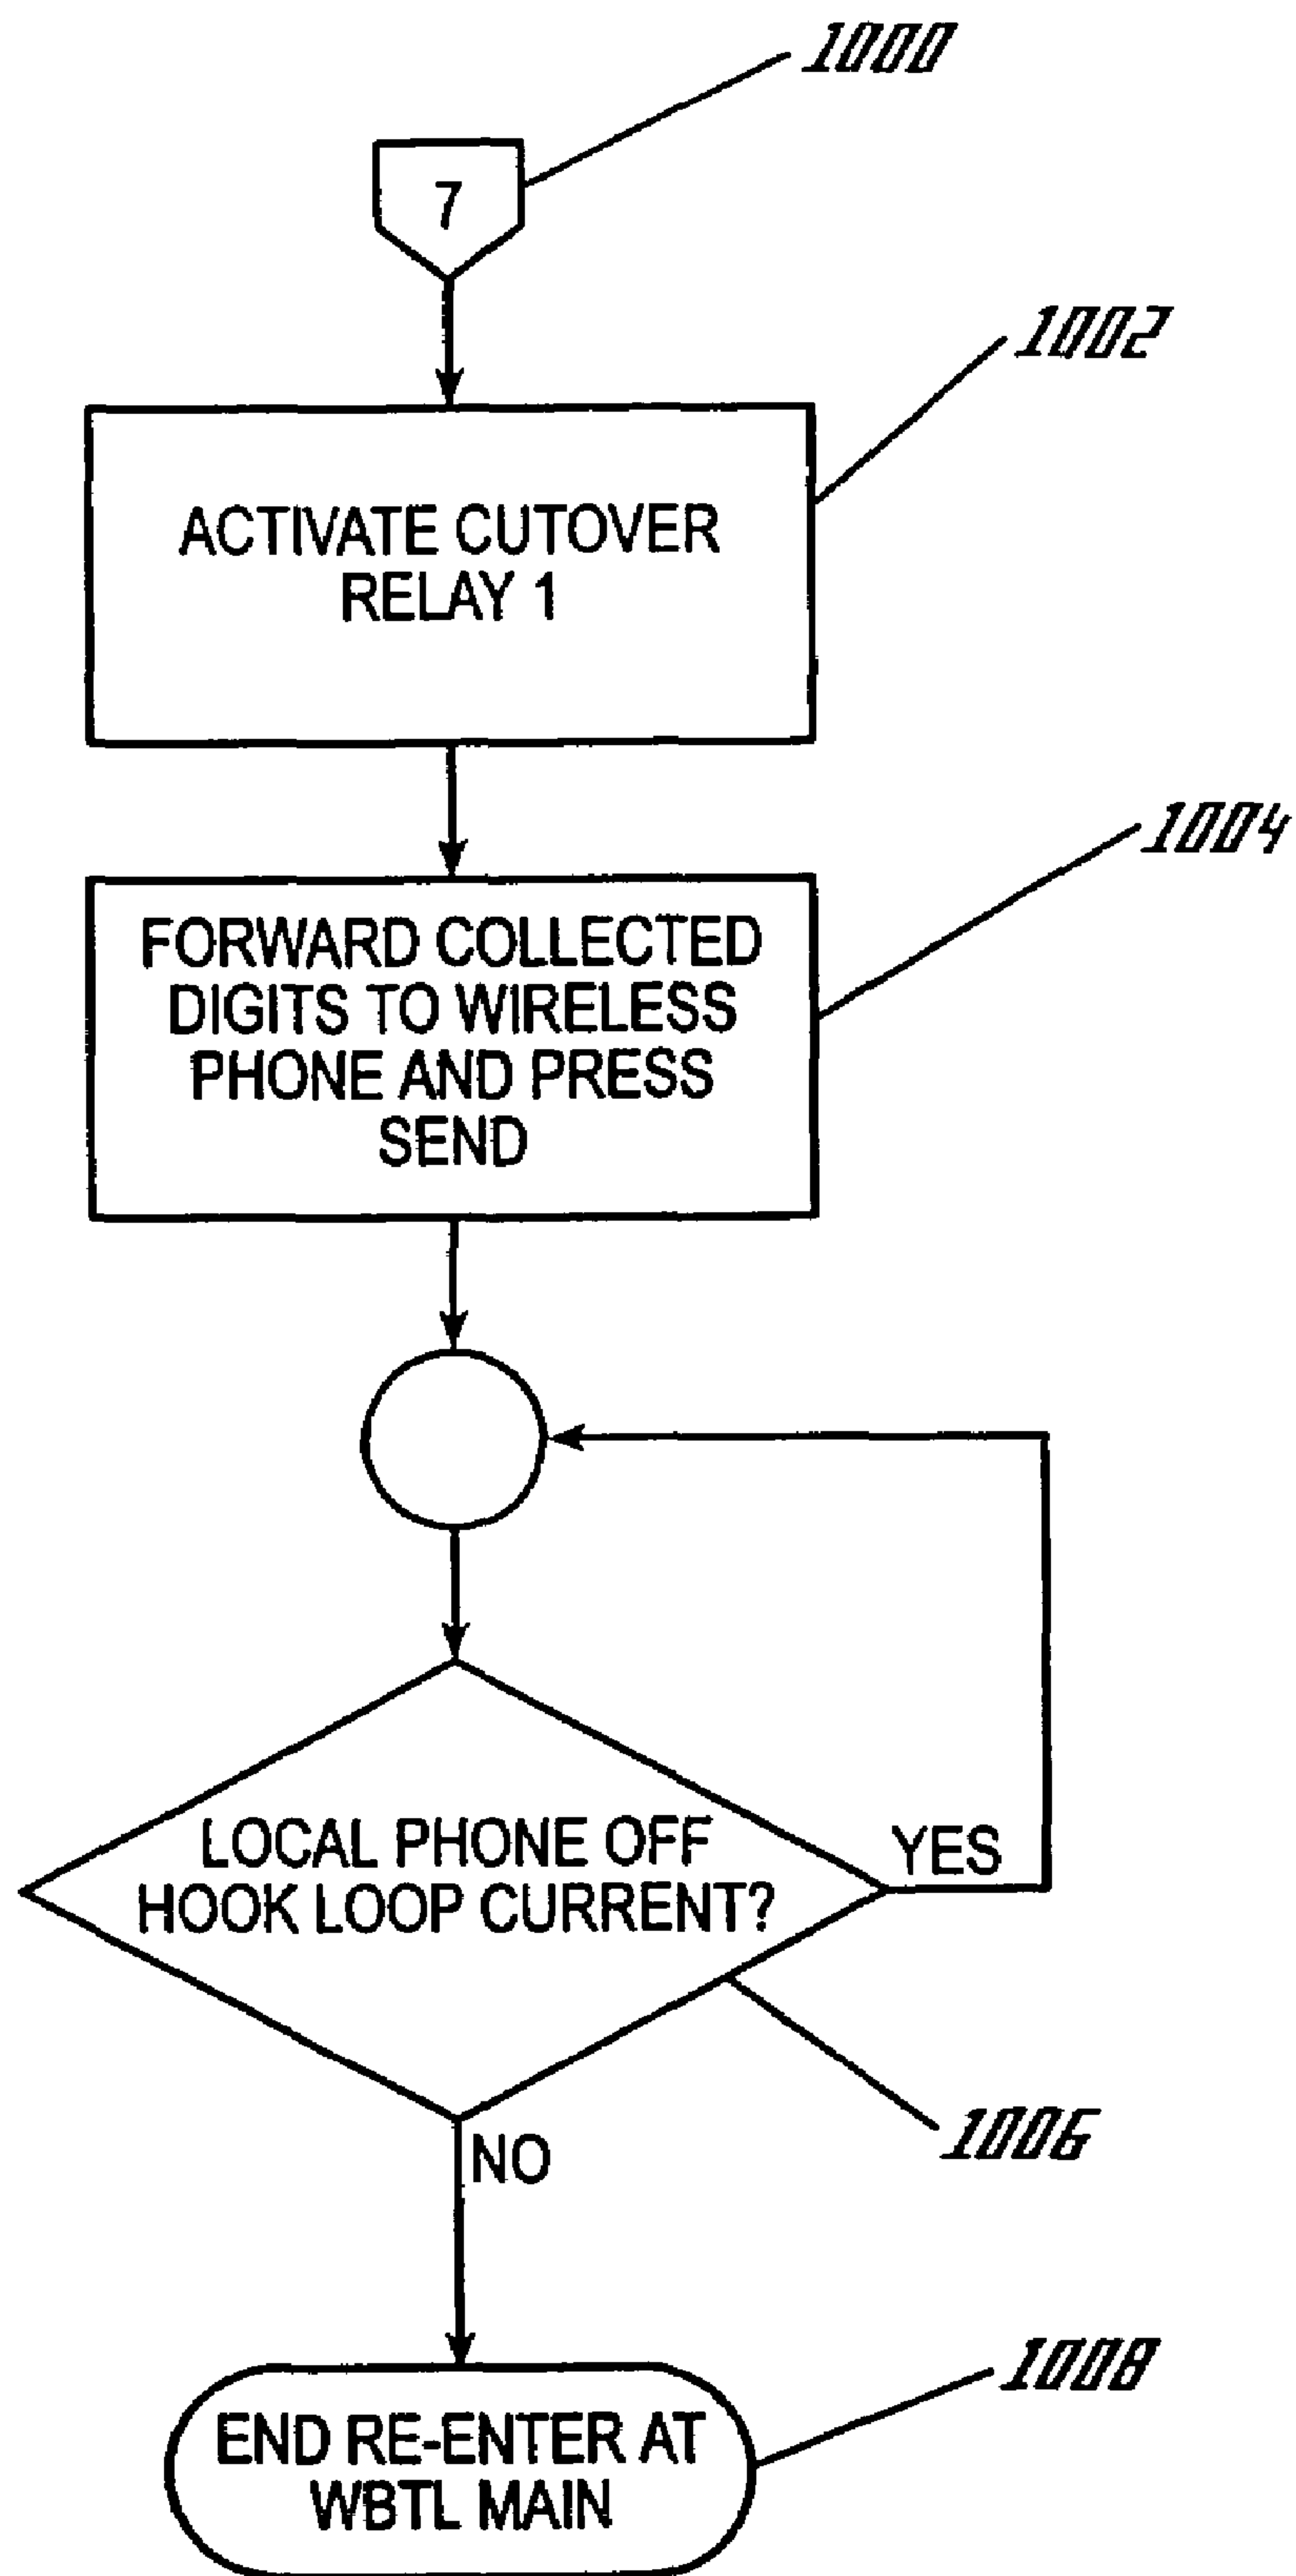 1000
7
1002
ACTIVATE CUTOVER
RELAY 1
1004
FORWARD COLLECTED
DIGITS TO WIRELESS
PHONE AND PRESS
SEND
LOCAL PHONE OFF
HOOK LOOP CURRENT?
YES
1006
NO
1008
END RE-ENTER AT
WBTL MAIN